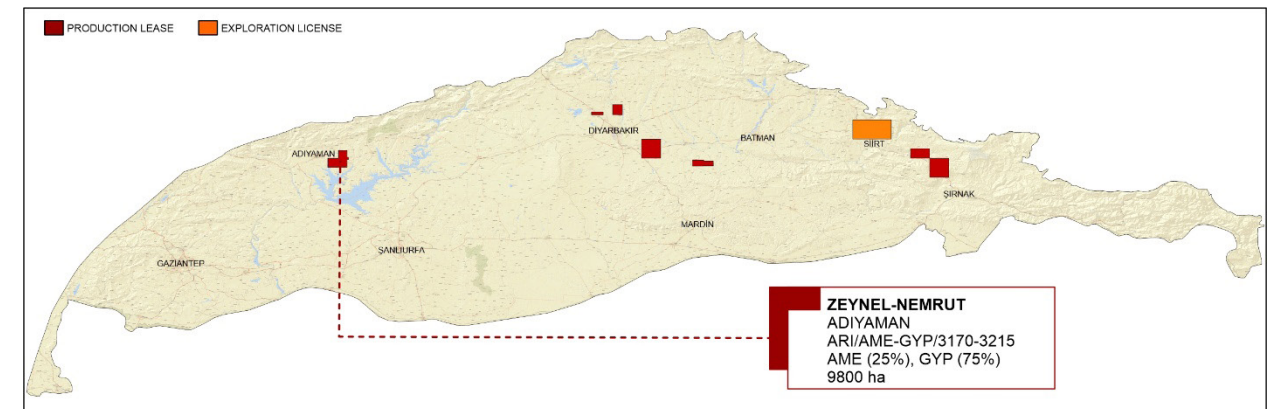 PRODUCTION LEASE
EXPLORATION LICENSE
DİYARBAKIR
BATMAN
SİİRT
ADIYAMAN
ŞIRNAK
MARDİN
ŞANLIURFA
GAZİANTEP
ZEYNEL-NEMRUT
ADIYAMAN
ARI/AME-GYP/3170-3215
AME (25%), GYP (75%)
9800 ha